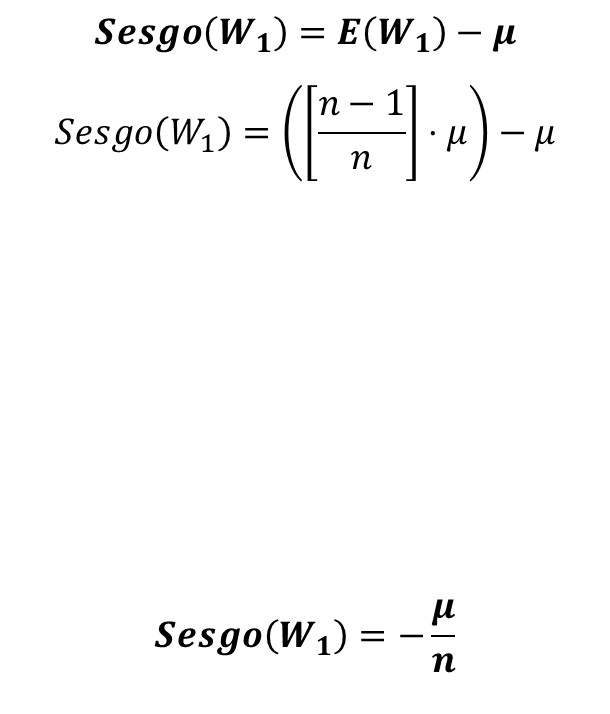 Sesgo(W₁) = E(W₁) − μ
Sesgo(W₁) = ([n − 1 / n] · μ) − μ
Sesgo(W₁) = − μ / n